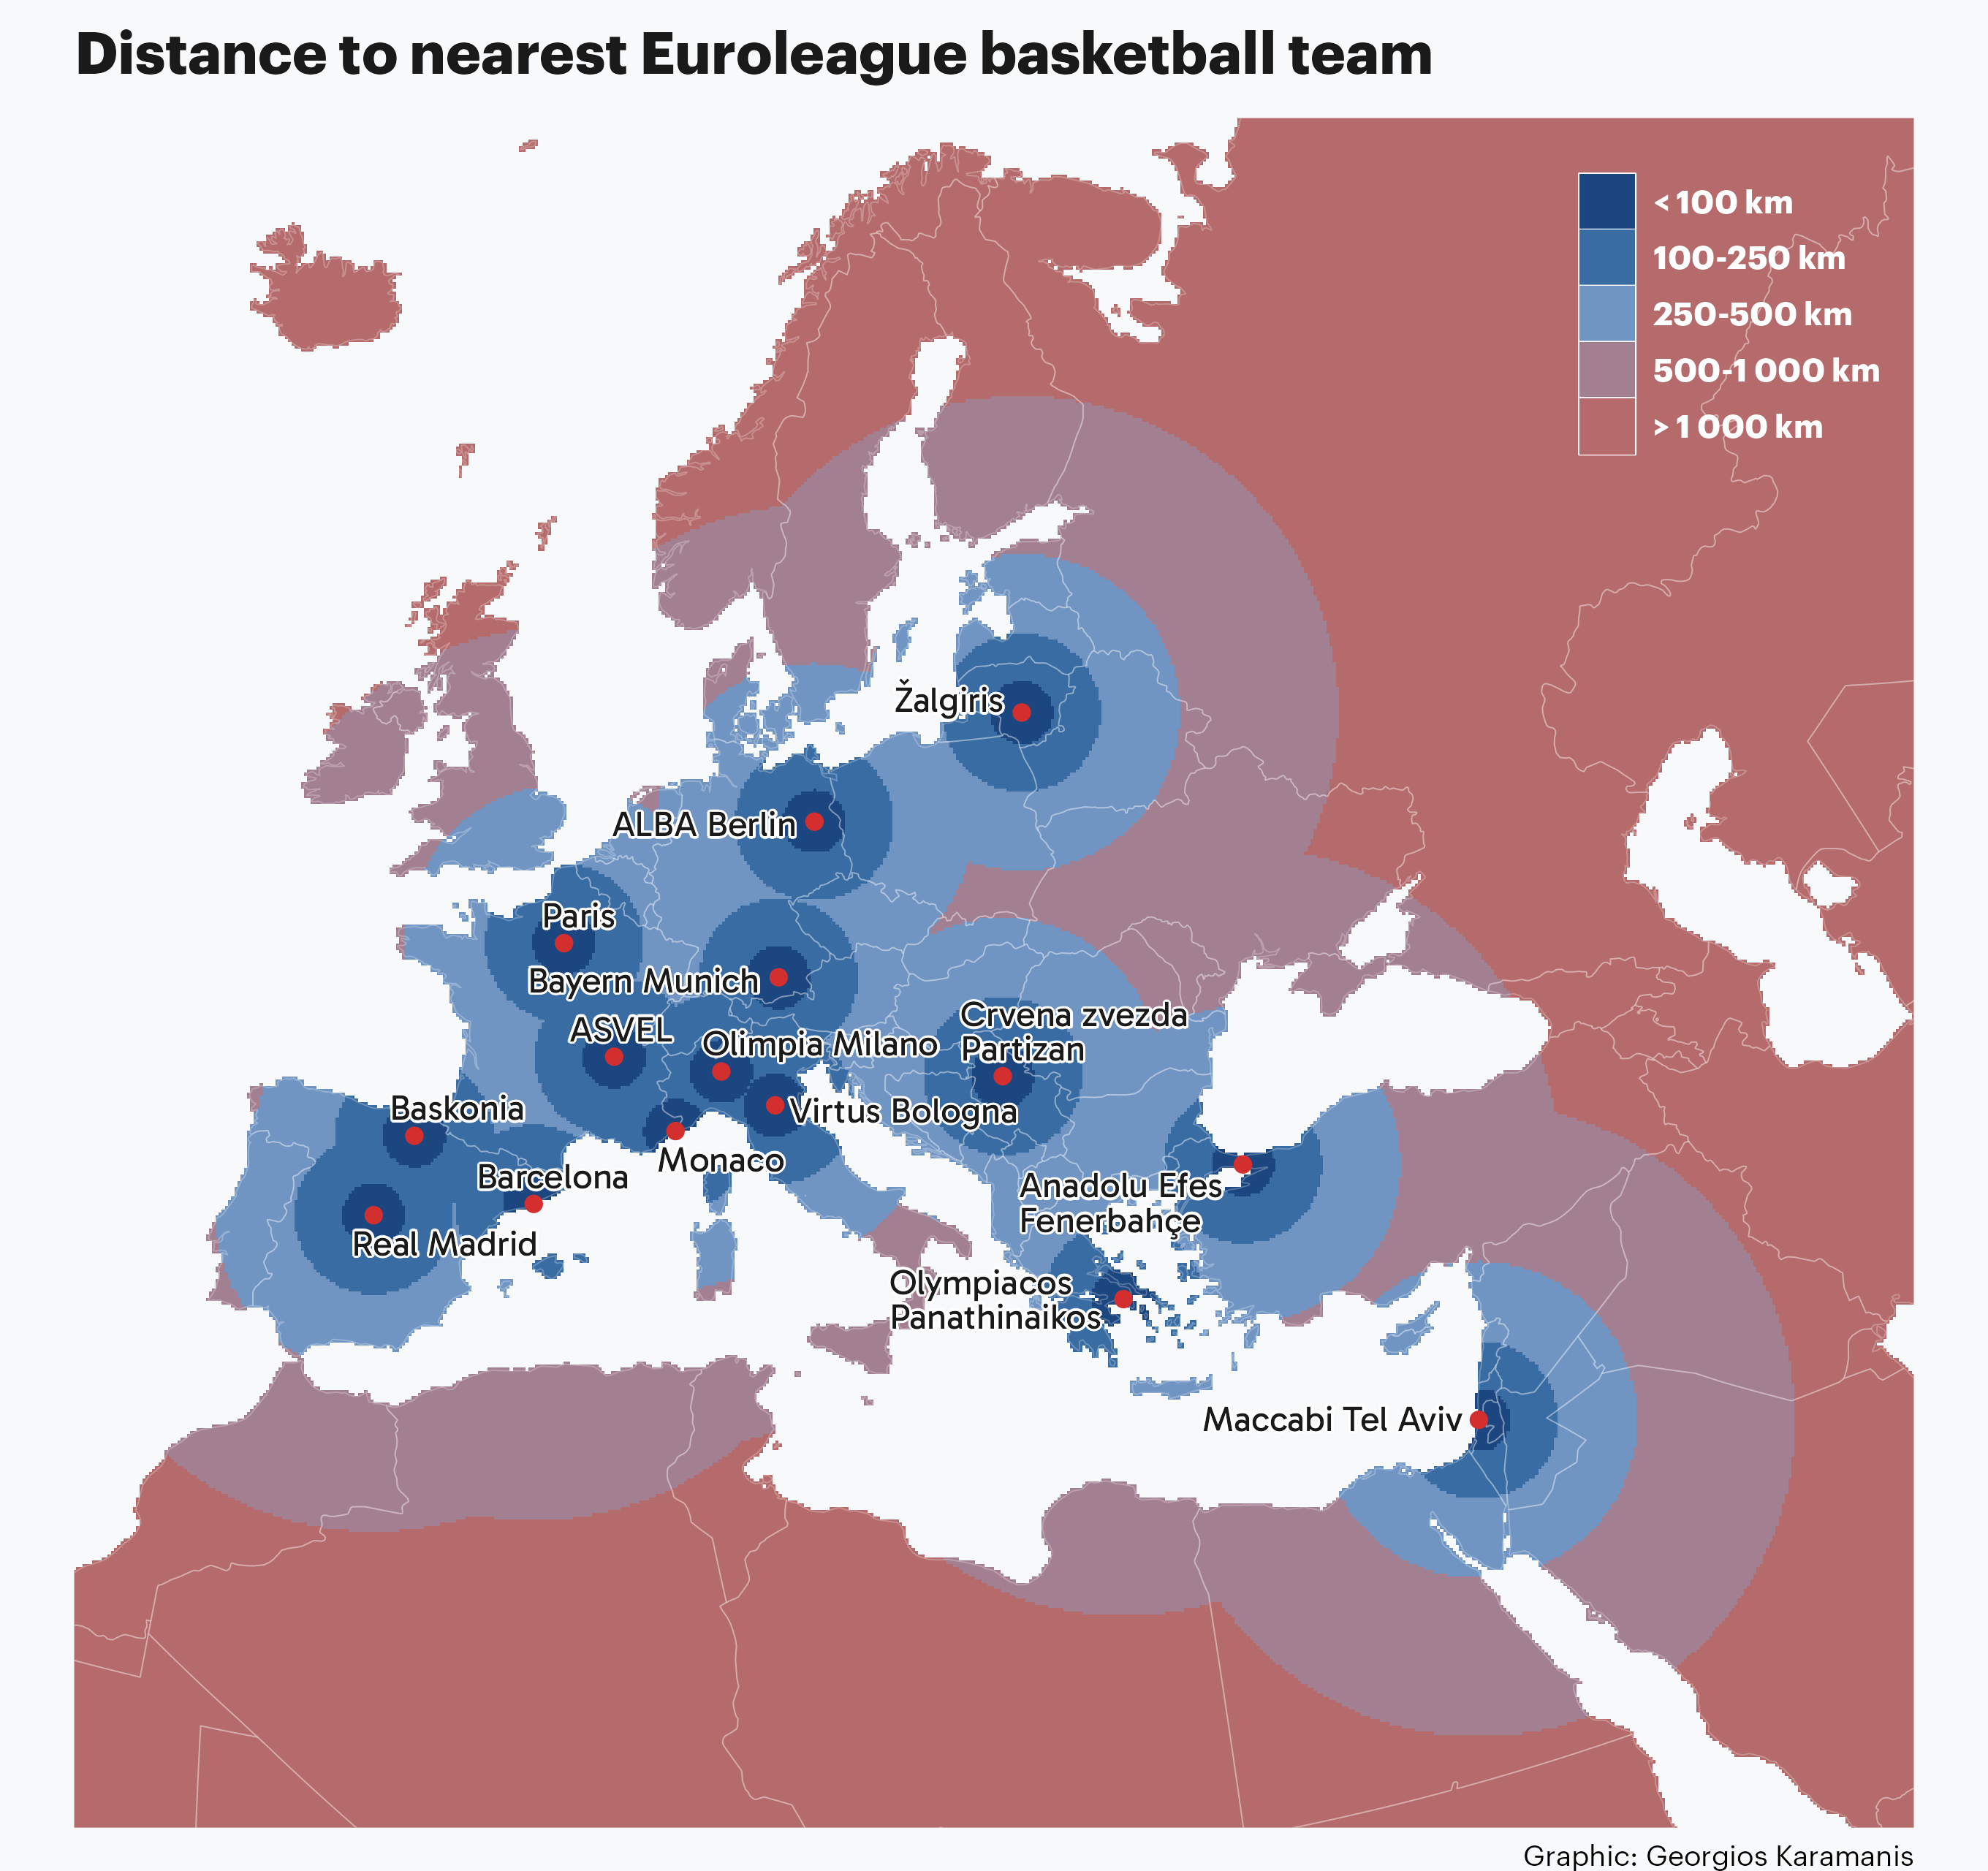 Distance to nearest Euroleague basketball team
< 100 km
100-250 km
250-500 km
500-1 000 km
> 1 000 km
Žalgiris
ALBA Berlin
Paris
Bayern Munich
ASVEL
Olimpia Milano
Crvena zvezda
Partizan
Baskonia
Virtus Bologna
Monaco
Barcelona
Real Madrid
Anadolu Efes
Fenerbahçe
Olympiacos
Panathinaikos
Maccabi Tel Aviv
Graphic: Georgios Karamanis